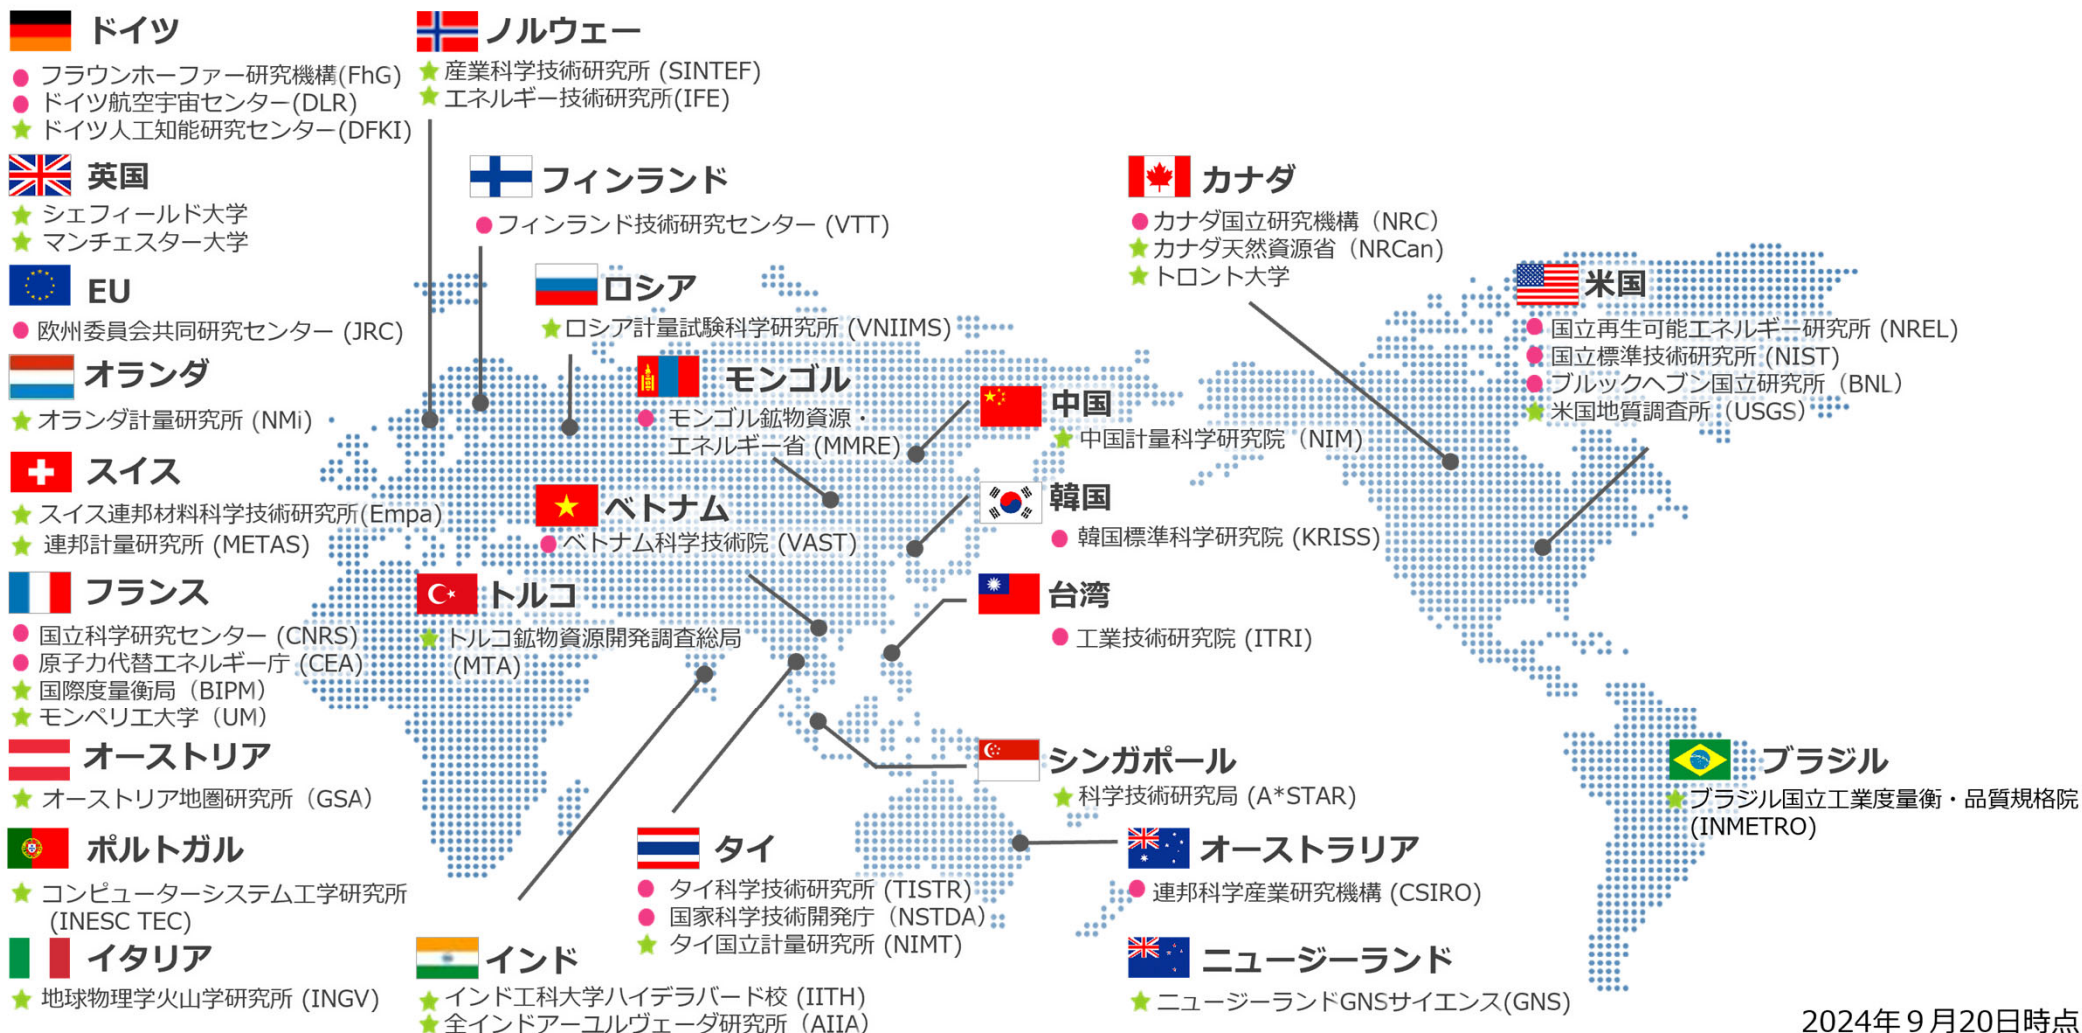 ドイツ
フラウンホーファー研究機構(FhG)
ドイツ航空宇宙センター(DLR)
ドイツ人工知能研究センター(DFKI)
ノルウェー
産業科学技術研究所 (SINTEF)
エネルギー技術研究所(IFE)
英国
シェフィールド大学
マンチェスター大学
フィンランド
フィンランド技術研究センター (VTT)
カナダ
カナダ国立研究機構（NRC）
カナダ天然資源省（NRCan)
トロント大学
EU
欧州委員会共同研究センター (JRC)
ロシア
ロシア計量試験科学研究所 (VNIIMS)
米国
国立再生可能エネルギー研究所 (NREL)
国立標準技術研究所 (NIST)
ブルックヘブン国立研究所（BNL）
米国地質調査所（USGS）
オランダ
オランダ計量研究所 (NMi)
モンゴル
モンゴル鉱物資源・
エネルギー省 (MMRE)
中国
中国計量科学研究院（NIM)
スイス
スイス連邦材料科学技術研究所(Empa)
連邦計量研究所 (METAS)
ベトナム
ベトナム科学技術院 (VAST)
韓国
韓国標準科学研究院 (KRISS)
フランス
国立科学研究センター (CNRS)
原子力代替エネルギー庁 (CEA)
国際度量衡局 (BIPM)
モンペリエ大学（UM）
トルコ
トルコ鉱物資源開発調査総局
(MTA)
台湾
工業技術研究院 (ITRI)
オーストリア
オーストリア地圏研究所（GSA）
シンガポール
科学技術研究局 (A*STAR)
ブラジル
ブラジル国立工業度量衡・品質規格院
(INMETRO)
ポルトガル
コンピューターシステム工学研究所
(INESC TEC)
タイ
タイ科学技術研究所 (TISTR)
国家科学技術開発庁（NSTDA）
タイ国立計量研究所 (NIMT)
オーストラリア
連邦科学産業研究機構 (CSIRO)
イタリア
地球物理学火山学研究所 (INGV)
インド
インド工科大学ハイデラバード校 (IITH)
全インドアーユルヴェーダ研究所（AIIA）
ニュージーランド
ニュージーランドGNSサイエンス(GNS)
2024年９月20日時点